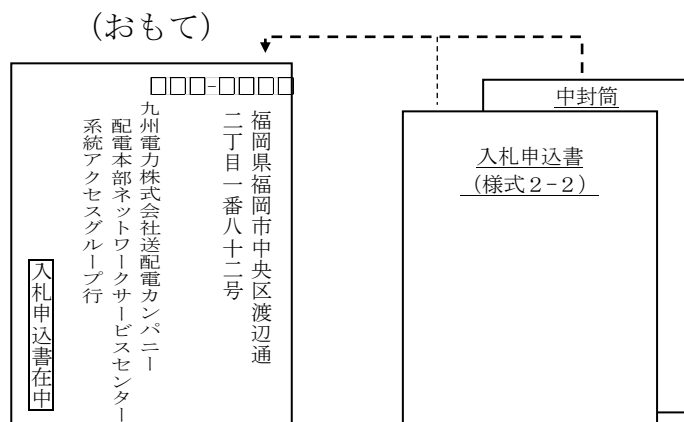 (おもて)
□□□-□□□□
福岡県福岡市中央区渡辺通
二丁目一番八十二号
九州電力株式会社送配電カンパニー
配電本部ネットワークサービスセンター
系統アクセスグループ行
入札申込書在中
中封筒
入札申込書
(様式2-2)